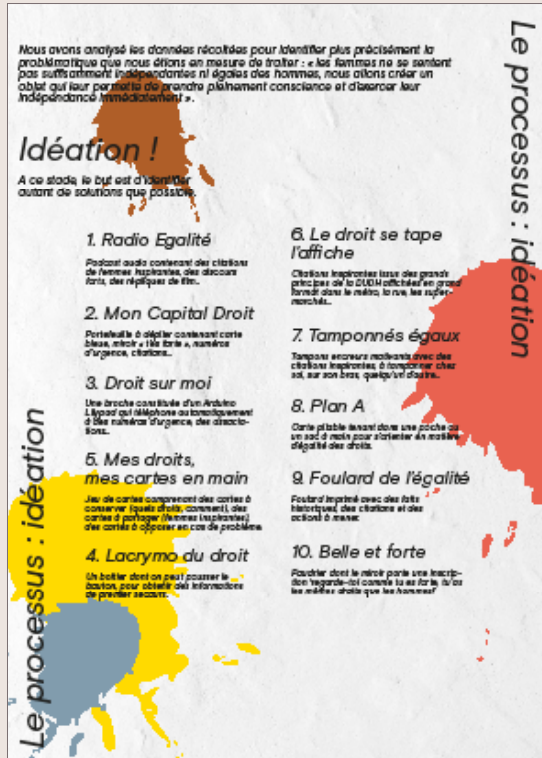 Nous avons analysé les données récoltées pour identifier plus précisément la
problématique que nous étions en mesure de traiter : « les femmes ne se sentent
pas suffisamment indépendantes ni égales des hommes, nous allons créer un
objet qui leur permette de prendre pleinement conscience et d'exercer leur
indépendance immédiatement ».
Le processus : idéation
Idéation !
A ce stade, le but est d'identifier
autant de solutions que possible.
1. Radio Egalité
Podcast audio contenant des citations
de femmes inspirantes, des discours
forts, des répliques de film..
2. Mon Capital Droit
Portefeuille à déplier contenant carte
bleue, miroir « très forte », numéros
d'urgence, citations..
3. Droit sur moi
Une broche constituée d'un Arduino
Lilypad qui téléphone automatiquement
à des numéros d'urgence, des associa-
tions..
5. Mes droits,
mes cartes en main
Jeu de cartes comprenant des cartes à
conserver (quels droits, comment), des
cartes à partager (femmes inspirantes)
des cartes à opposer en cas de problème
4. Lacrymo du droit
Un boîtier dont on peut pousser le
bouton, pour obtenir des informations
de premier secours.
6. Le droit se tape
l'affiche
Citations inspirantes issus des grands
principes de la DUDH affichées en grand
format dans le métro, la rue, les super-
marchés..
7. Tamponnés égaux
Tampons encreurs motivants avec des
citations inspirantes, à tamponner chez
soi, sur son bras, quelqu'un d'autre..
8. Plan A
Carte pliable tenant dans une poche ou
un sac à main pour s'orienter en matière
d'égalité des droits.
9. Foulard de l'égalité
Foulard imprimé avec des faits
historiques, des citations et des
actions à mener.
10. Belle et forte
Poudrier dont le miroir porte une inscrip-
tion "regarde-toi comme tu es forte, tu as
les mêmes droits que les hommes!"
Le processus : idéation